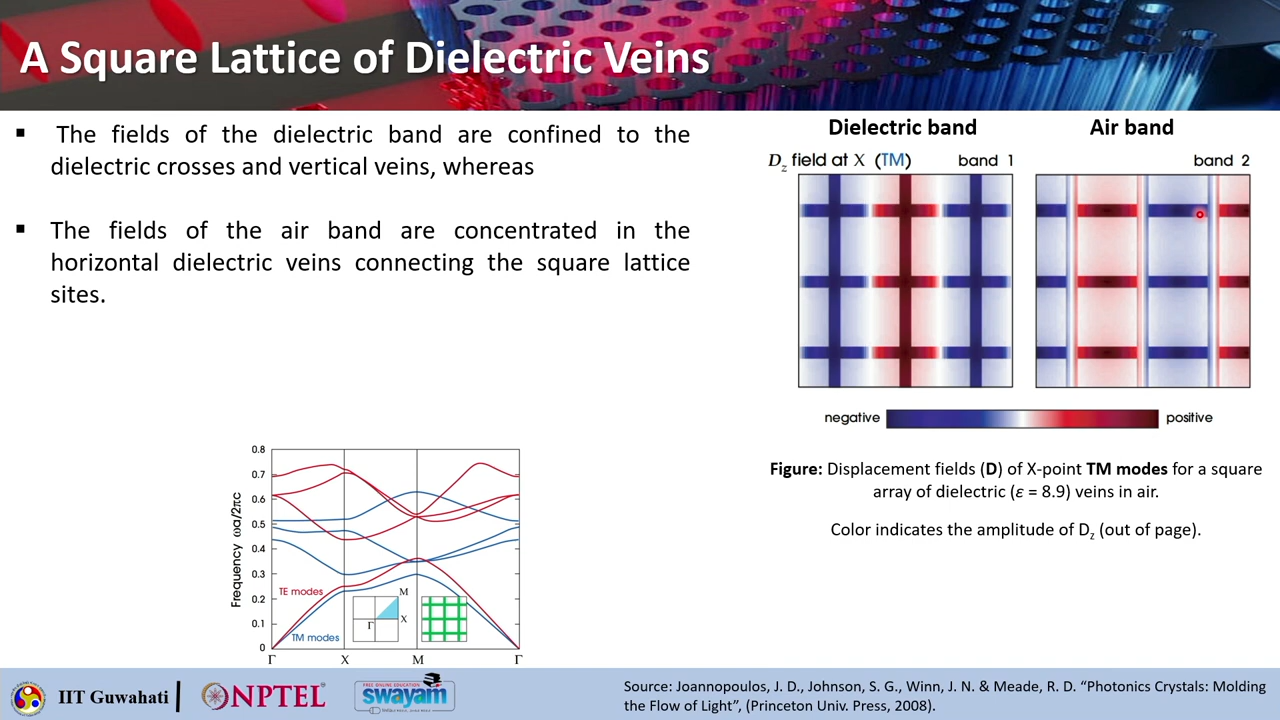 A Square Lattice of Dielectric Veins
▪ The fields of the dielectric band are confined to the
dielectric crosses and vertical veins, whereas
▪ The fields of the air band are concentrated in the
horizontal dielectric veins connecting the square lattice
sites.
Dielectric band
Air band
Dz field at X (TM)
band 1
band 2
negative
positive
Figure: Displacement fields (D) of X-point TM modes for a square
array of dielectric (ε = 8.9) veins in air.
Color indicates the amplitude of Dz (out of page).
Frequency ωa/2πc
0.8
0.7
0.6
0.5
0.4
0.3
0.2
0.1
0
TE modes
TM modes
M
X
Γ
Γ
X
M
Γ
IIT Guwahati
NPTEL
FREE ONLINE EDUCATION
swayam
Source: Joannopoulos, J. D., Johnson, S. G., Winn, J. N. & Meade, R. D. “Photonics Crystals: Molding
the Flow of Light”, (Princeton Univ. Press, 2008).